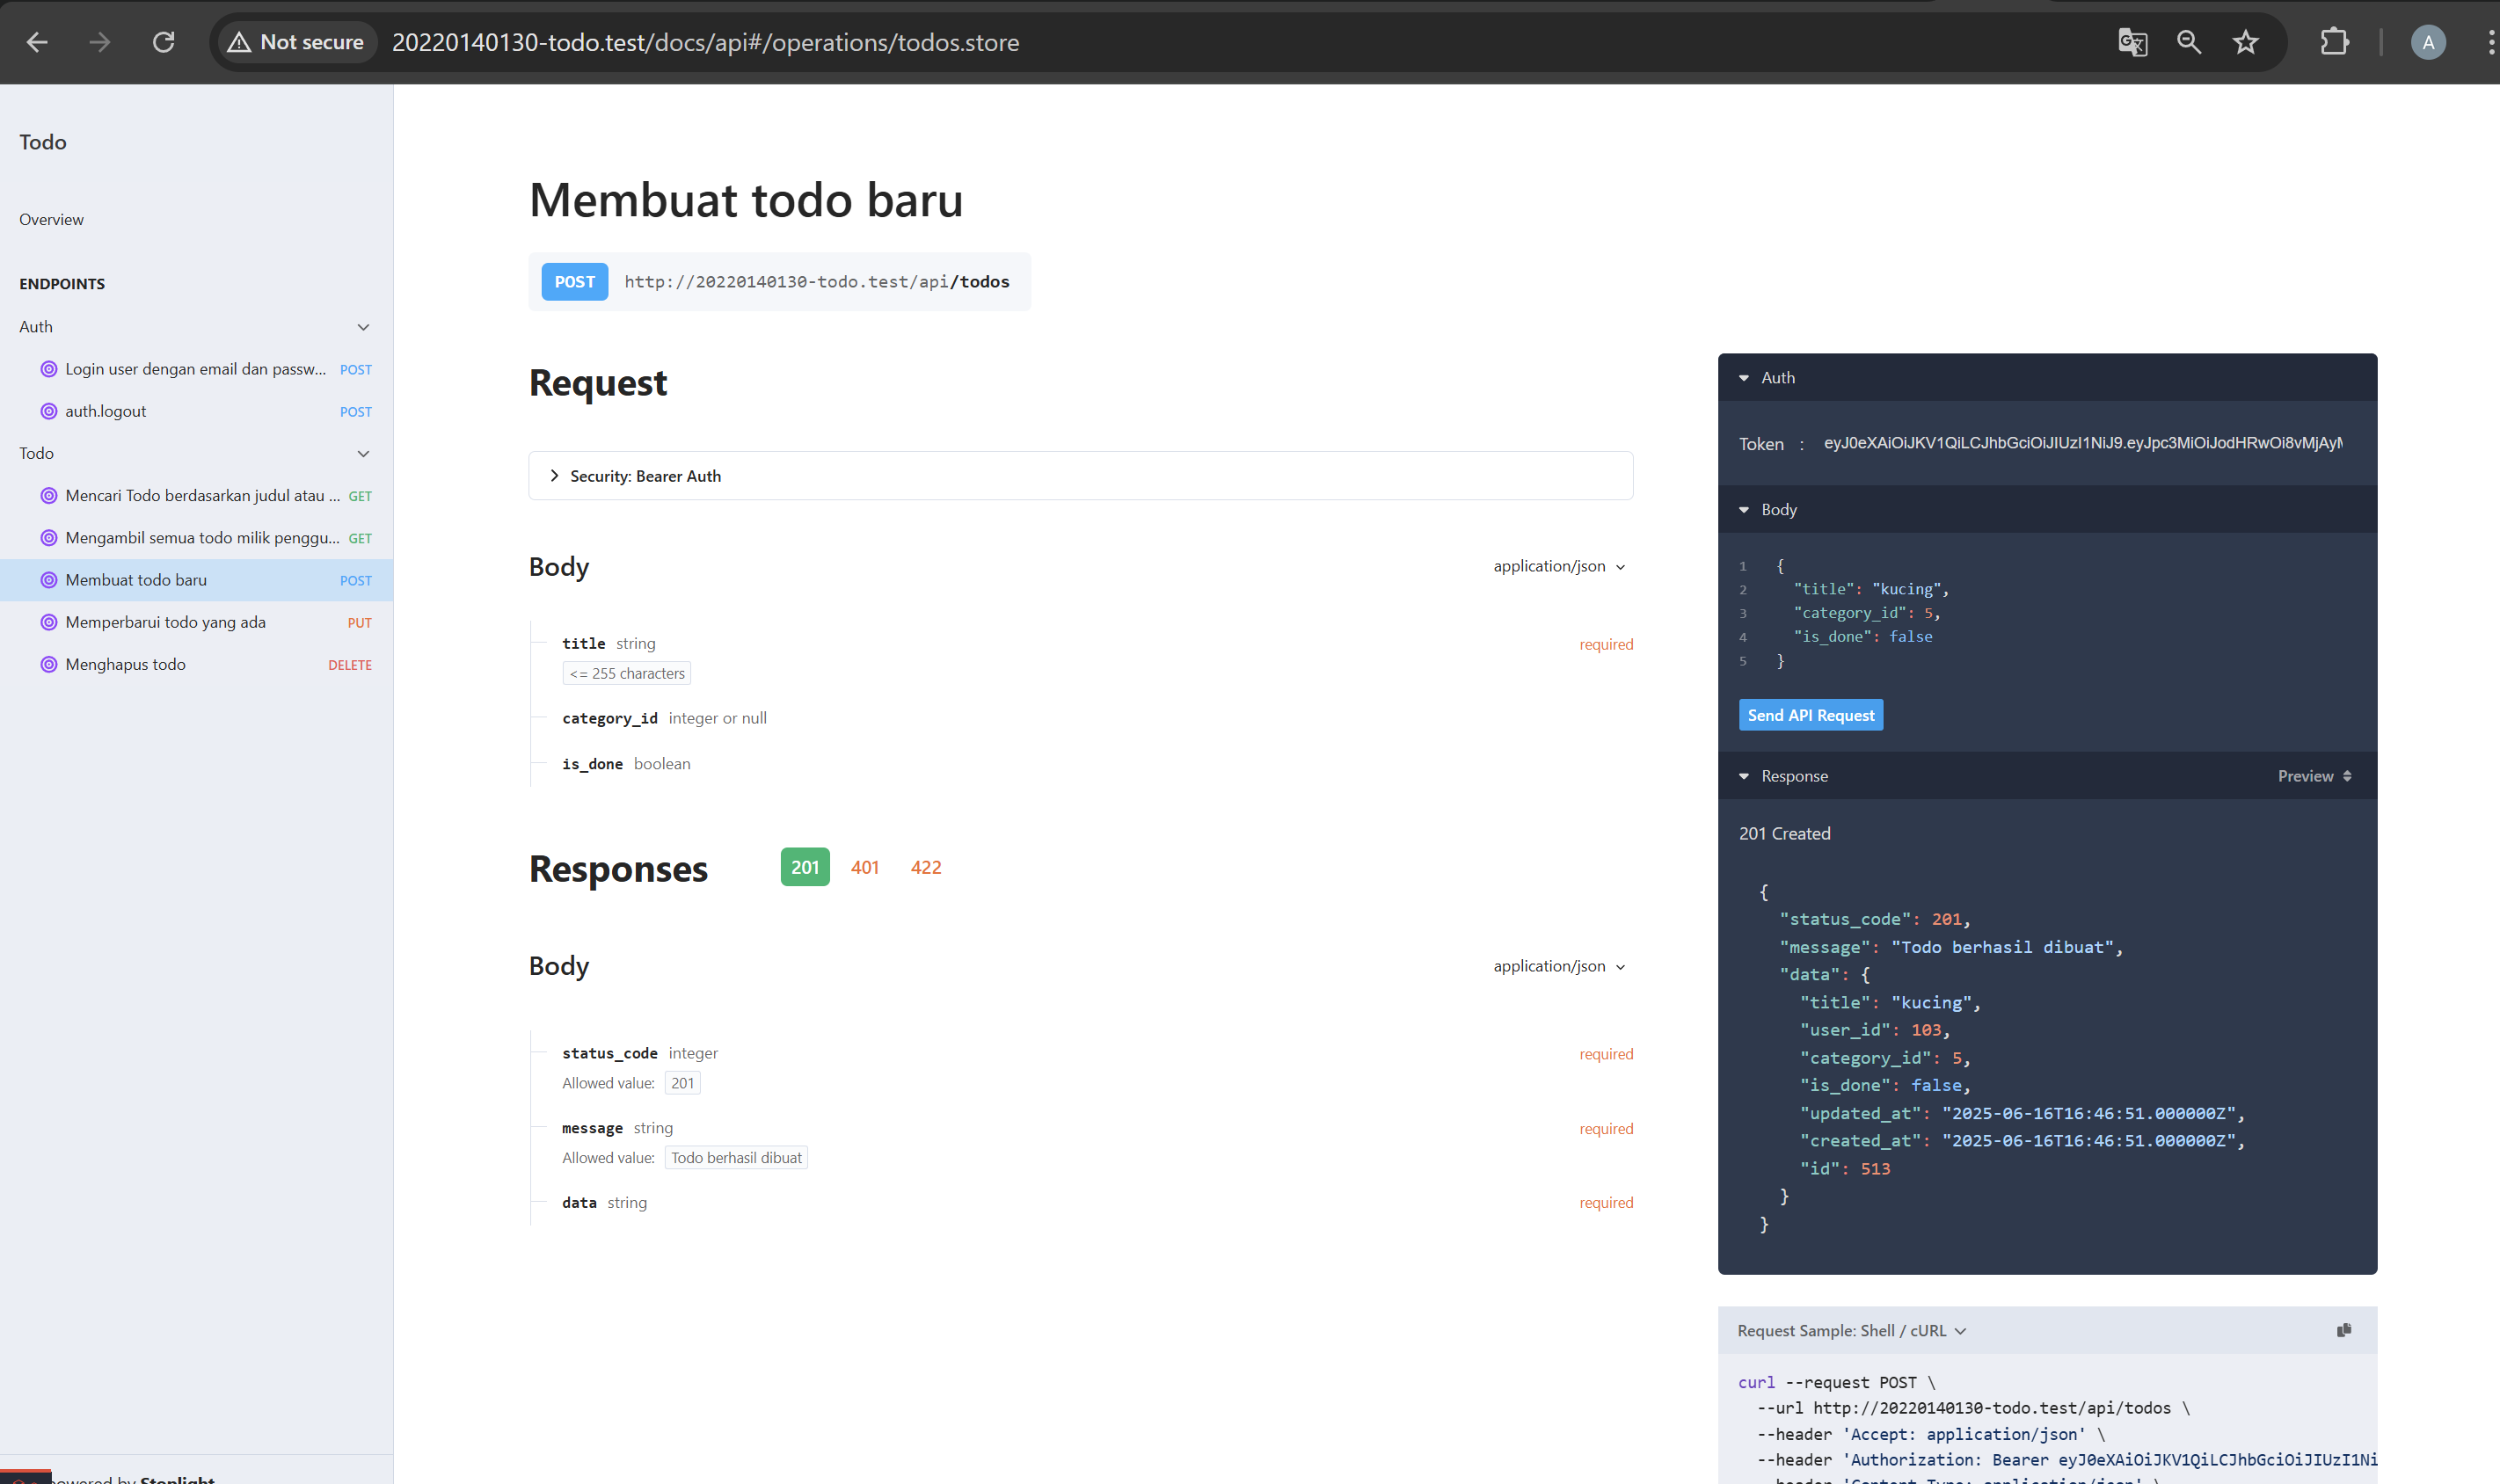 Not secure
20220140130-todo.test/docs/api#/operations/todos.store
A
Todo
Overview
ENDPOINTS
Auth
Login user dengan email dan passw... POST
auth.logout POST
Todo
Mencari Todo berdasarkan judul atau ... GET
Mengambil semua todo milik penggu... GET
Membuat todo baru POST
Memperbarui todo yang ada PUT
Menghapus todo DELETE
powered by Stoplight
Membuat todo baru
POST http://20220140130-todo.test/api/todos
Request
Security: Bearer Auth
Body application/json
title string required
<= 255 characters
category_id integer or null
is_done boolean
Responses 201 401 422
Body application/json
status_code integer required
Allowed value: 201
message string required
Allowed value: Todo berhasil dibuat
data string required
Auth
Token : eyJ0eXAiOiJKV1QiLCJhbGciOiJIUzI1NiJ9.eyJpc3MiOiJodHRwOi8vMjAyM
Body
1 {
2 "title": "kucing",
3 "category_id": 5,
4 "is_done": false
5 }
Send API Request
Response Preview
201 Created
{
"status_code": 201,
"message": "Todo berhasil dibuat",
"data": {
"title": "kucing",
"user_id": 103,
"category_id": 5,
"is_done": false,
"updated_at": "2025-06-16T16:46:51.000000Z",
"created_at": "2025-06-16T16:46:51.000000Z",
"id": 513
}
}
Request Sample: Shell / cURL
curl --request POST \
--url http://20220140130-todo.test/api/todos \
--header 'Accept: application/json' \
--header 'Authorization: Bearer eyJ0eXAiOiJKV1QiLCJhbGciOiJIUzI1Ni
--header 'Content-Type: application/json' \